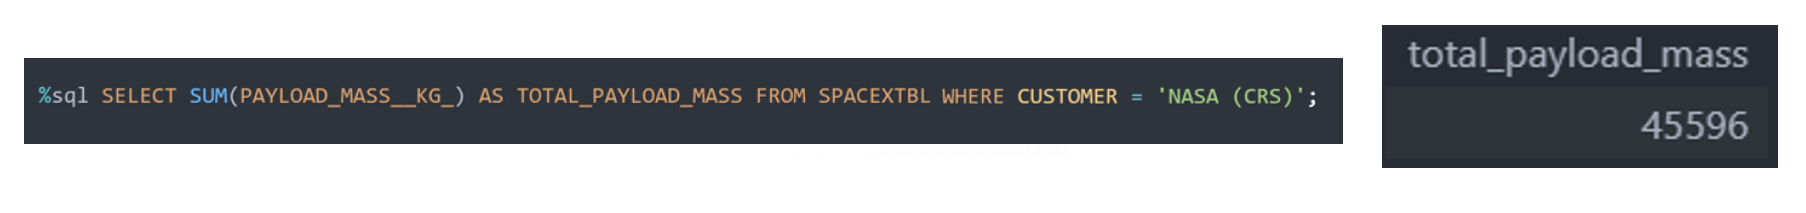 %sql SELECT SUM(PAYLOAD_MASS__KG_) AS TOTAL_PAYLOAD_MASS FROM SPACEXTBL WHERE CUSTOMER = 'NASA (CRS)';
total_payload_mass
45596